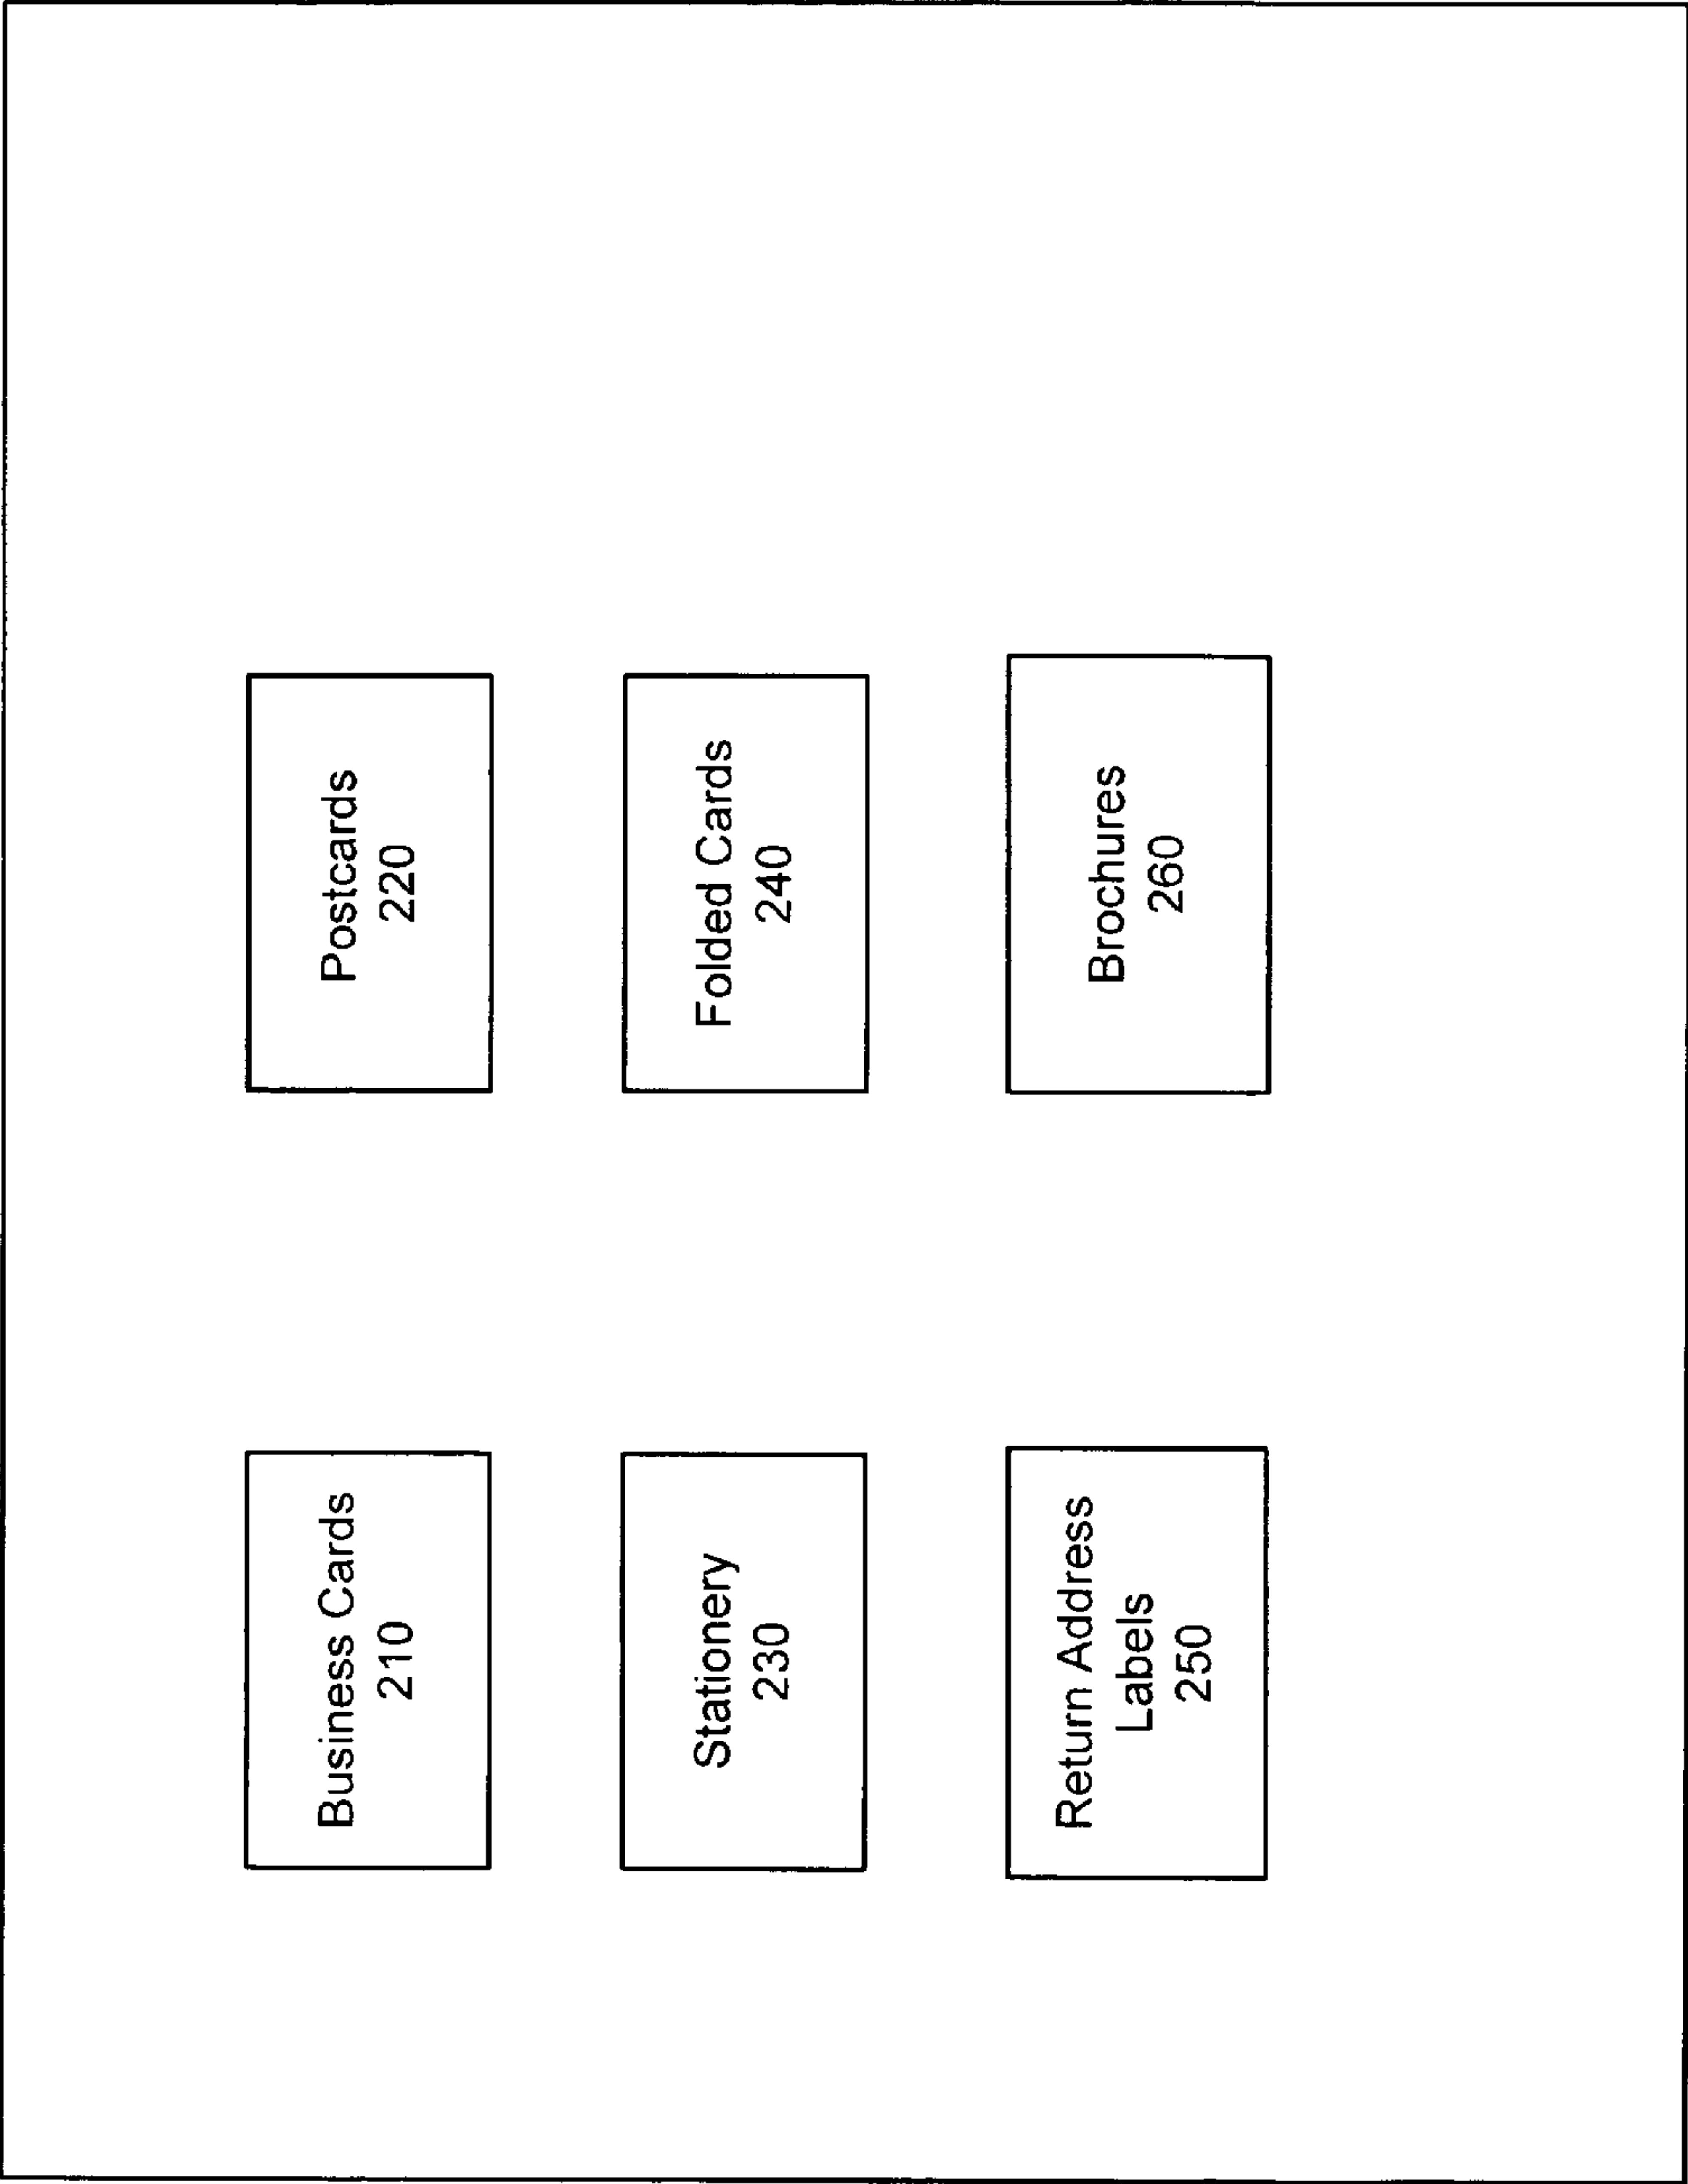 Business Cards
210
Postcards
220
Stationery
230
Folded Cards
240
Return Address
Labels
250
Brochures
260